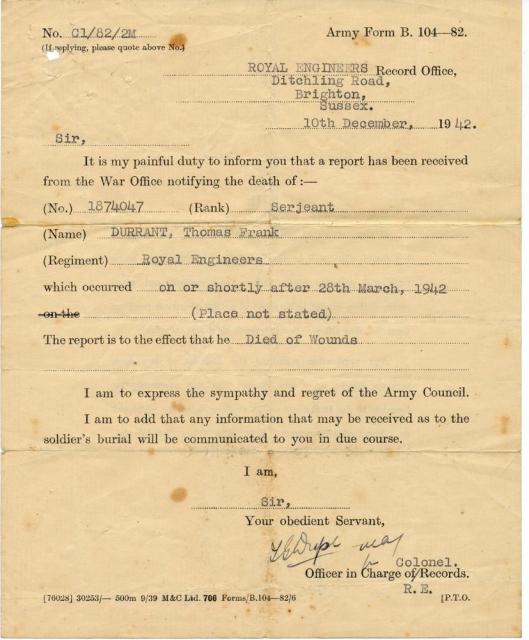 No. C1/82/2M
Army Form B. 104—82.
(If replying, please quote above No.)
ROYAL ENGINEERS Record Office,
Ditchling Road,
Brighton,
Sussex.
10th December, 1942.
Sir,
It is my painful duty to inform you that a report has been received
from the War Office notifying the death of :—
(No.) 1874047 (Rank) Serjeant
(Name) DURRANT, Thomas Frank
(Regiment) Royal Engineers
which occurred on or shortly after 28th March, 1942
on the (Place not stated)
The report is to the effect that he Died of Wounds
I am to express the sympathy and regret of the Army Council.
I am to add that any information that may be received as to the
soldier's burial will be communicated to you in due course.
I am,
Sir,
Your obedient Servant,
Colonel.
Officer in Charge of Records.
R.E.
[76028] 30253/— 500m 9/39 M&C Ltd. 706 Forms/B.104—82/6 [P.T.O.